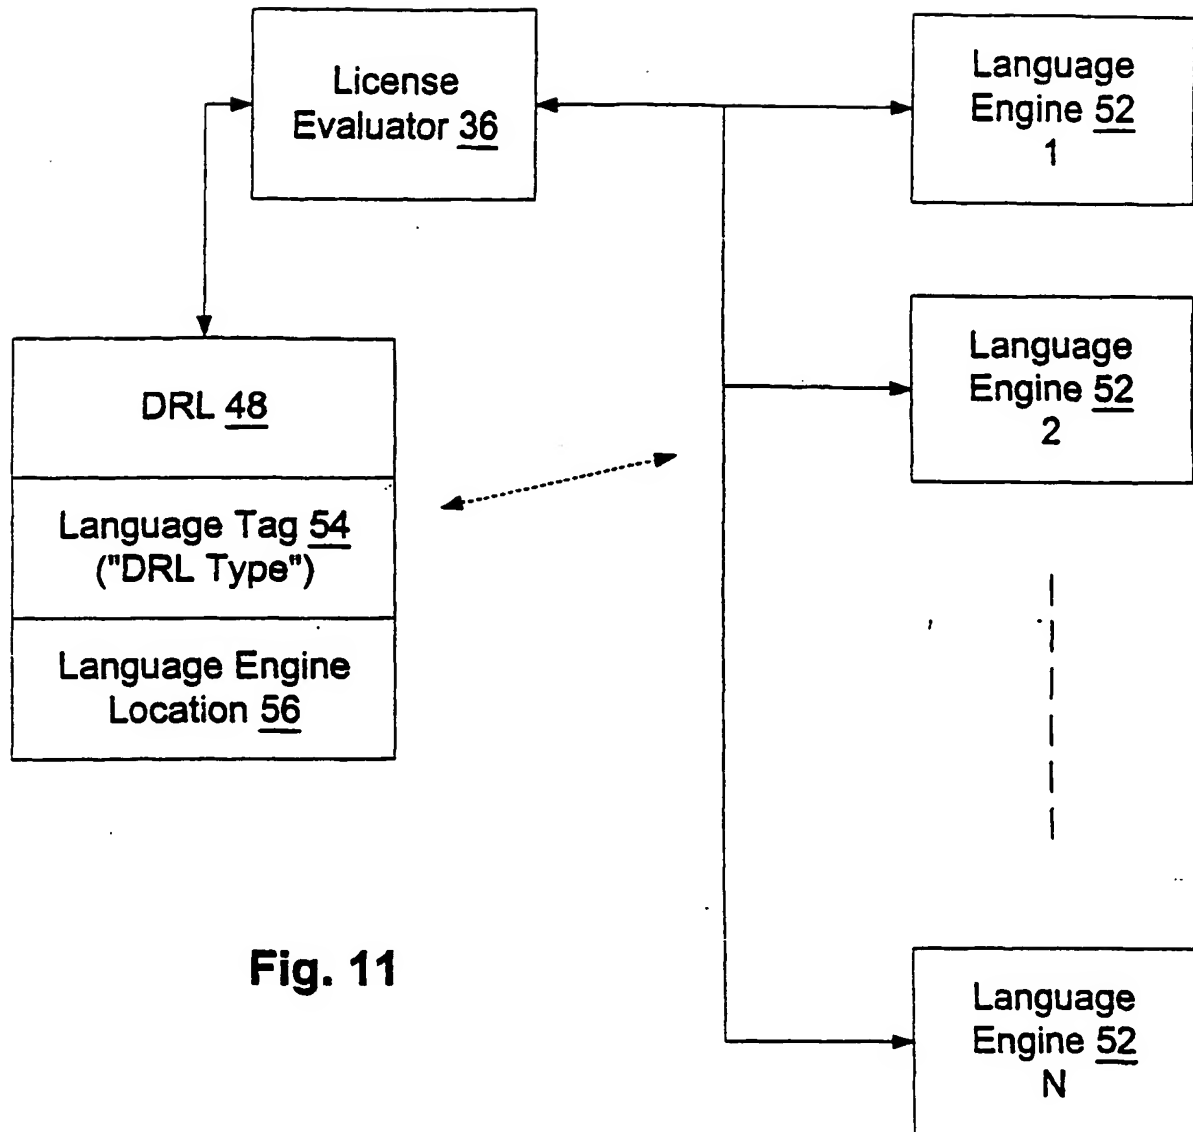 License
Evaluator 36
Language
Engine 52
1
Language
Engine 52
2
DRL 48
Language Tag 54
("DRL Type")
Language Engine
Location 56
Fig. 11
Language
Engine 52
N